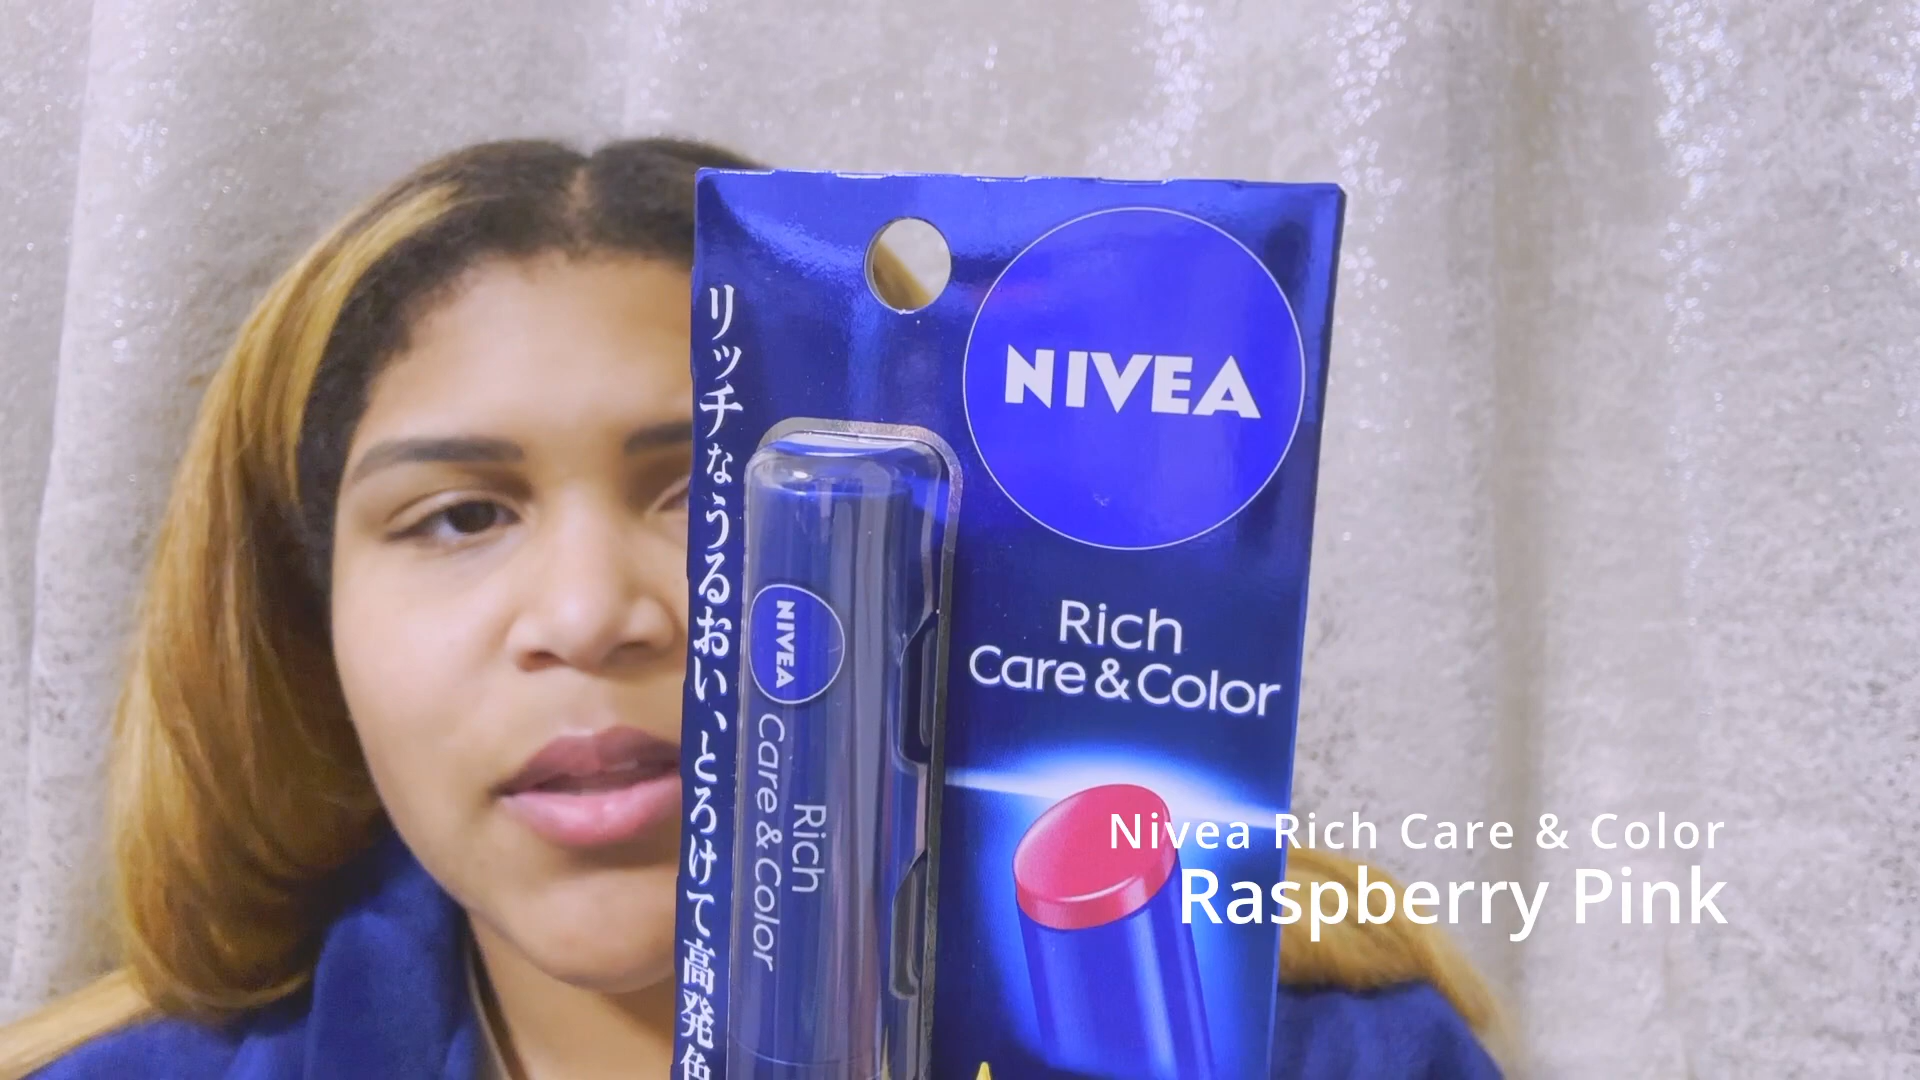 リッチなうるおい、とろけて高発色
NIVEA
Rich
Care & Color
NIVEA
Rich
Care & Color
Nivea Rich Care & Color
Raspberry Pink